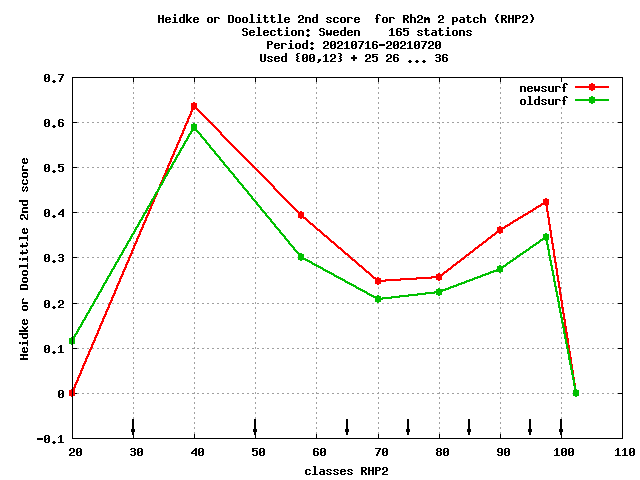 Heidke or Doolittle 2nd score  for Rh2m 2 patch (RHP2)
Selection: Sweden    165 stations
Period: 20210716-20210720
Used {00,12} + 25 26 ... 36
newsurf
oldsurf
Heidke or Doolittle 2nd score
0.7
0.6
0.5
0.4
0.3
0.2
0.1
0
-0.1
20 30 40 50 60 70 80 90 100 110
classes RHP2